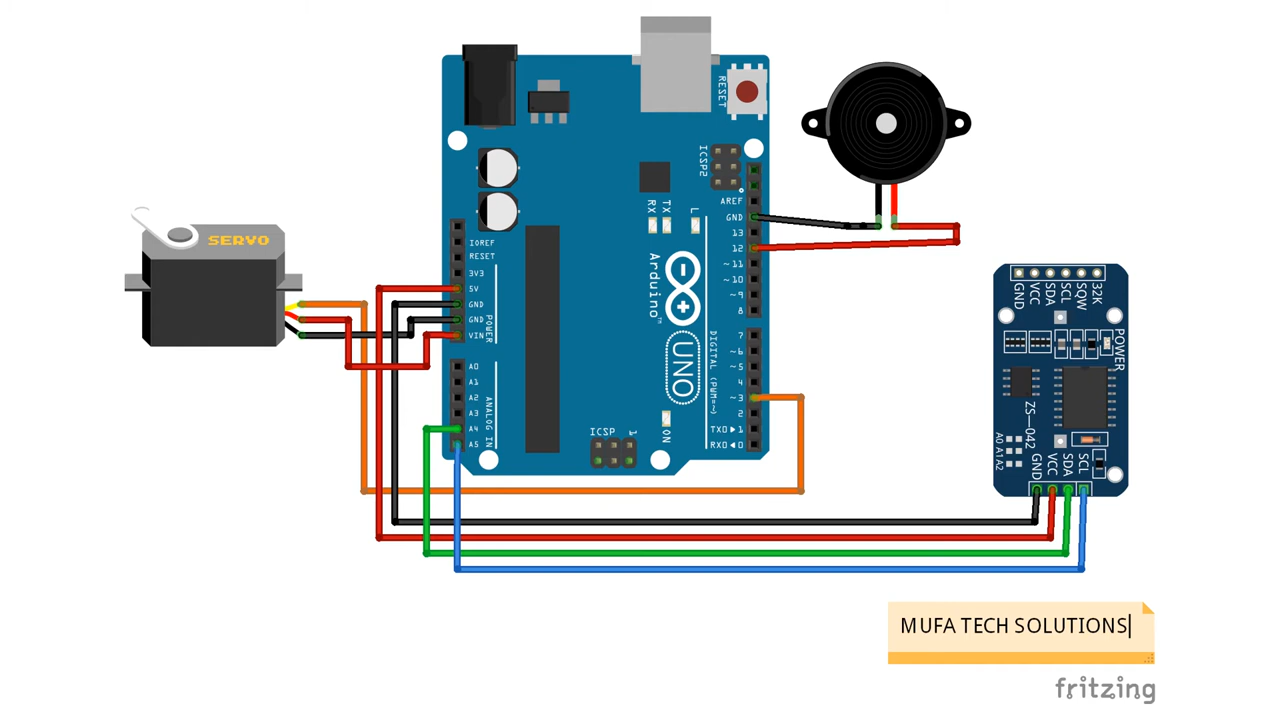 RESET
ICSP2
AREF
GND
13
12
~11
~10
~9
8
7
~6
~5
4
~3
2
TX0▶1
RX0◀0
RX
TX
L
Arduino™
UNO
DIGITAL (PWM=~)
ON
ICSP
1
IOREF
RESET
3V3
5V
GND
GND
VIN
POWER
A0
A1
A2
A3
A4
A5
ANALOG IN
SERVO
GND
VCC
SDA
SCL
SQW
32K
POWER
ZS-042
A0 A1 A2
GND
VCC
SDA
SCL
MUFA TECH SOLUTIONS
fritzing